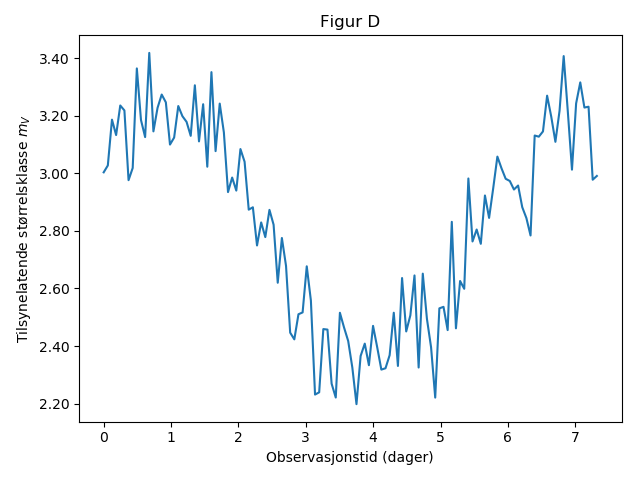 Figur D
Tilsynelatende størrelsklasse m_V
3.40
3.20
3.00
2.80
2.60
2.40
2.20
0 1 2 3 4 5 6 7
Observasjonstid (dager)